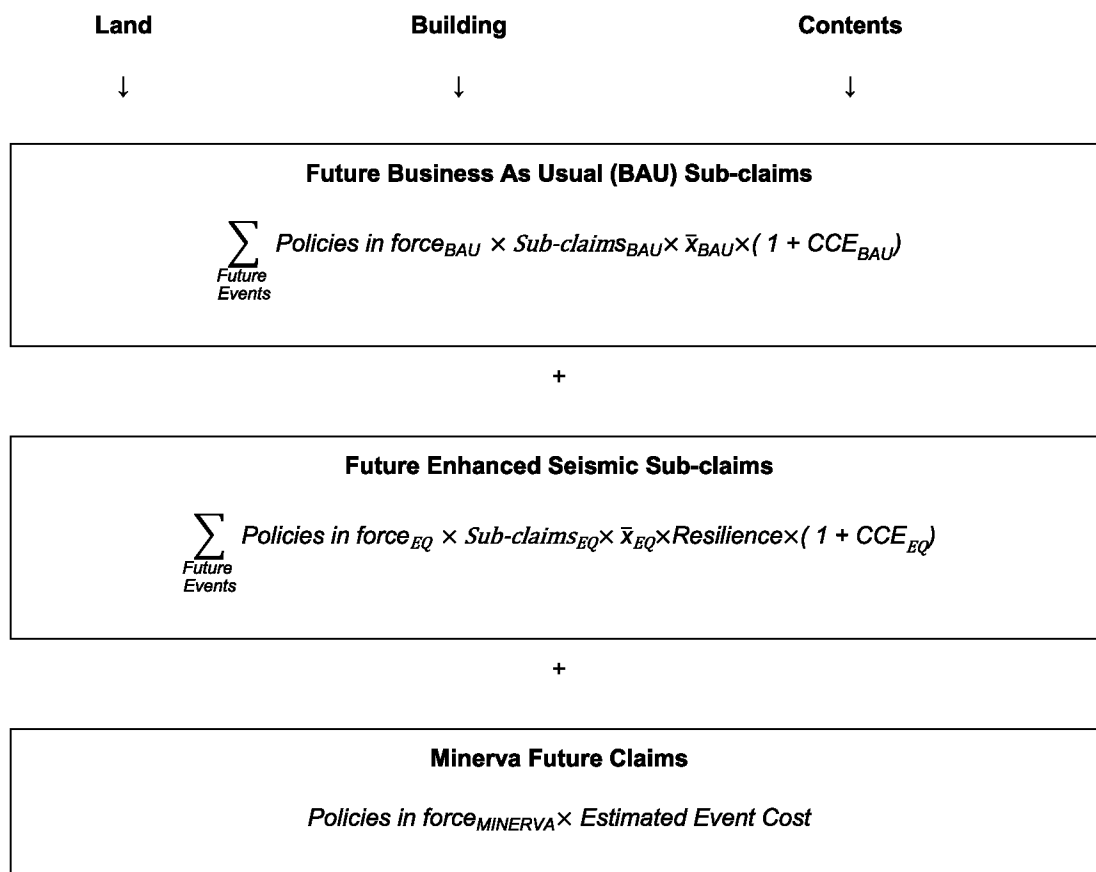 Land Building Contents
↓ ↓ ↓
Future Business As Usual (BAU) Sub-claims
∑ Policies in force_BAU × Sub-claims_BAU × x̄_BAU × ( 1 + CCE_BAU)
Future
Events
+
Future Enhanced Seismic Sub-claims
∑ Policies in force_EQ × Sub-claims_EQ × x̄_EQ × Resilience × ( 1 + CCE_EQ)
Future
Events
+
Minerva Future Claims
Policies in force_MINERVA × Estimated Event Cost